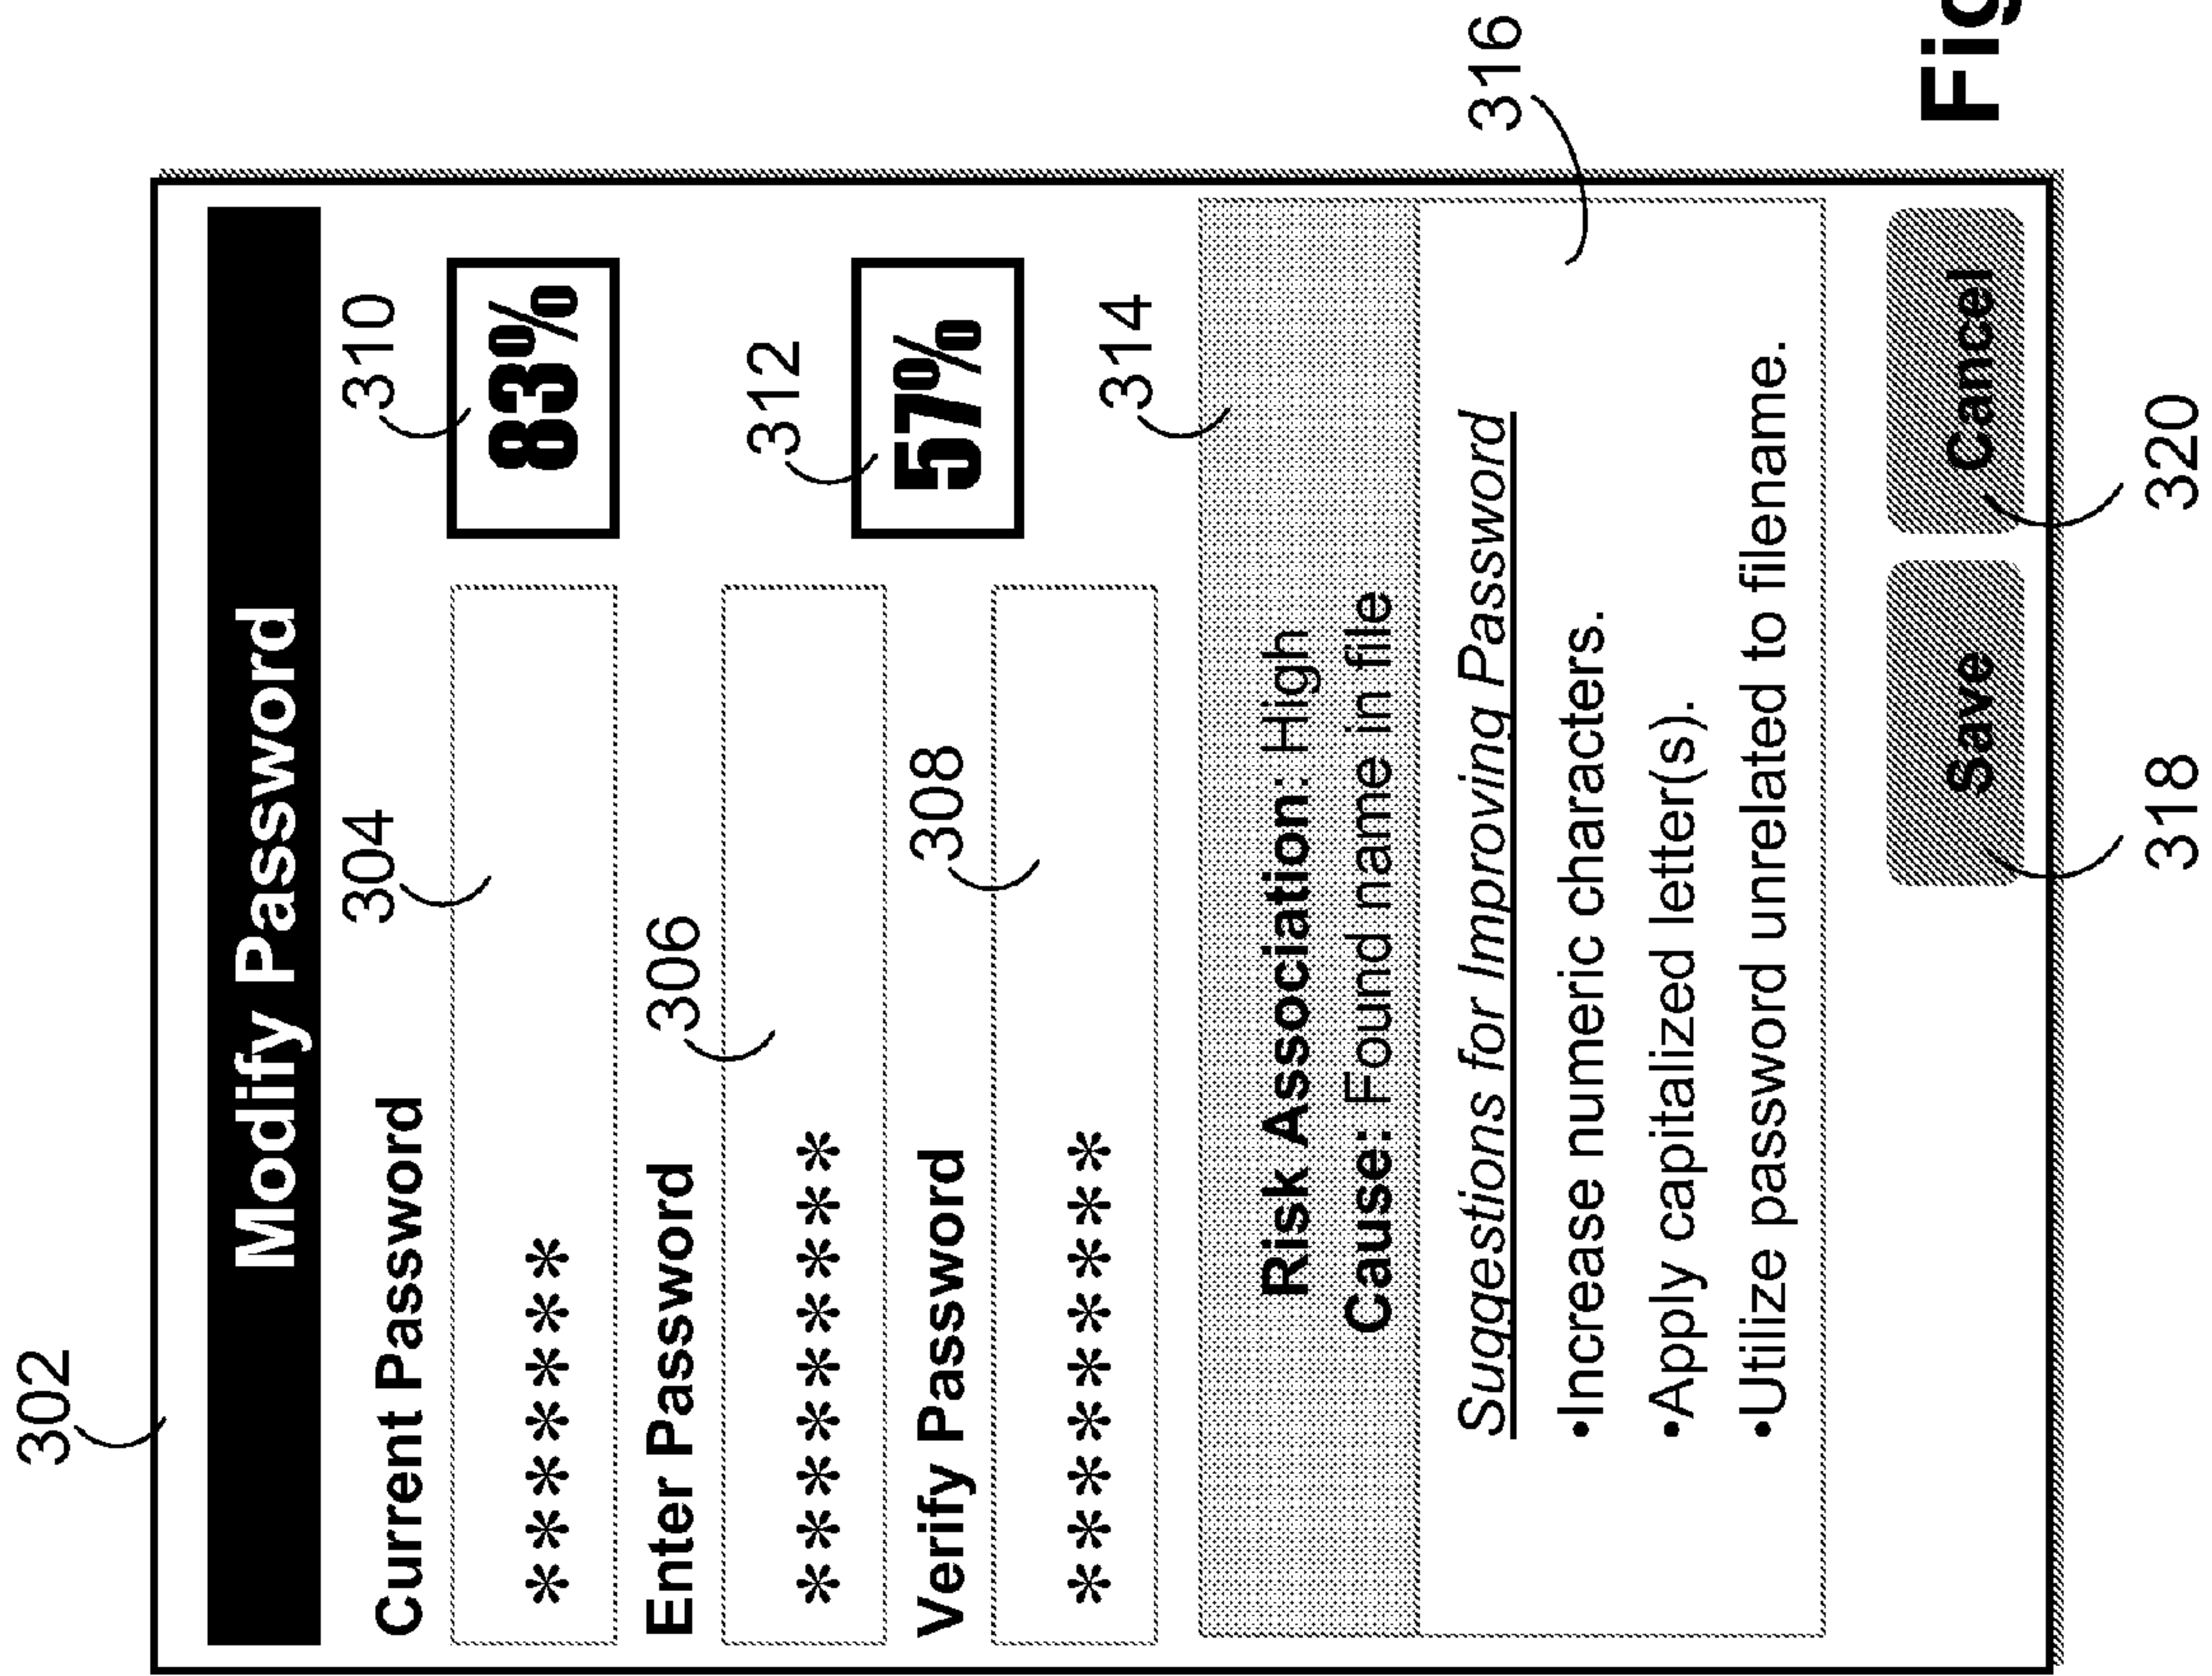 302
Modify Password
304
310
Current Password
*******
83%
306
Enter Password
*********
312
57%
308
Verify Password
*********
314
Risk Association: High
Cause: Found name in file
316
Suggestions for Improving Password
•Increase numeric characters.
•Apply capitalized letter(s).
•Utilize password unrelated to filename.
Save
Cancel
318
320
Fig